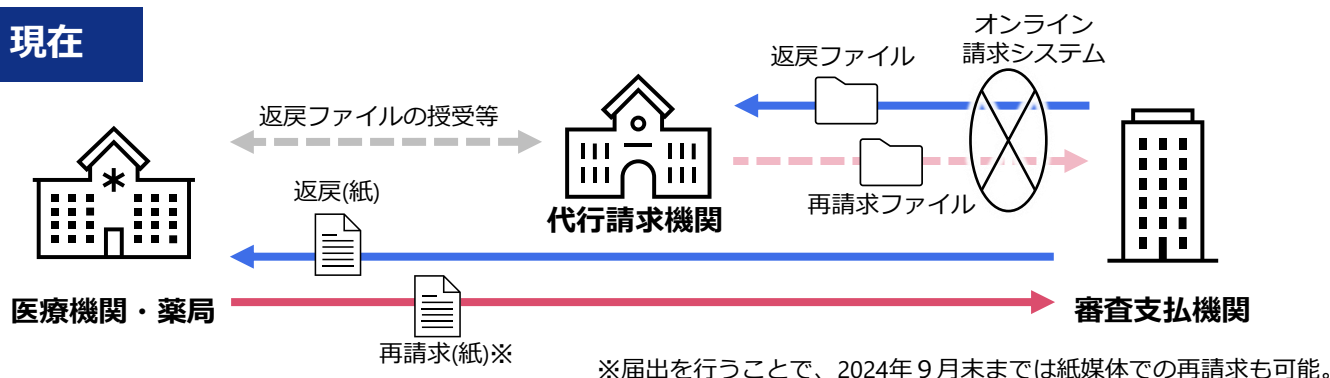 現在
オンライン
請求システム
返戻ファイル
返戻ファイルの授受等
再請求ファイル
返戻(紙)
代行請求機関
医療機関・薬局
審査支払機関
再請求(紙)※
※届出を行うことで、2024年９月末までは紙媒体での再請求も可能。